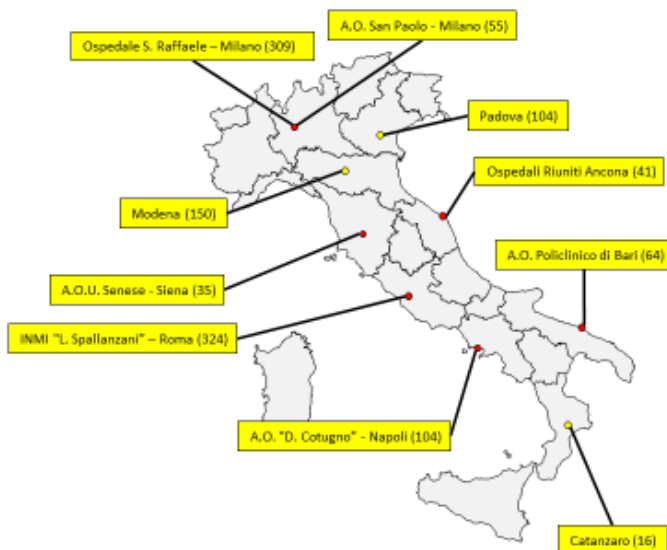 A.O. San Paolo - Milano (55)
Ospedale S. Raffaele – Milano (309)
Padova (104)
Ospedali Riuniti Ancona (41)
Modena (150)
A.O. Policlinico di Bari (64)
A.O.U. Senese - Siena (35)
INMI "L. Spallanzani" – Roma (324)
A.O. "D. Cotugno" - Napoli (104)
Catanzaro (16)